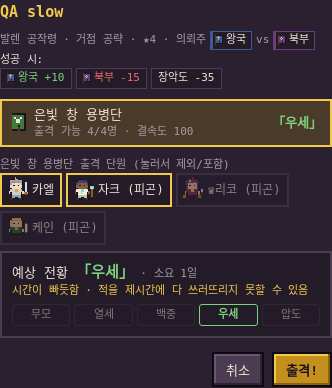 QA slow
발렌 공작령 · 거점 공략 · ★4 · 의뢰주 왕국 vs 북부
성공 시:
왕국 +10 북부 -15 장악도 -35
은빛 창 용병단
출격 가능 4/4명 · 결속도 100
「우세」
은빛 창 용병단 출격 단원 (눌러서 제외/포함)
카엘 자크 (피곤) ♛리코 (피곤)
케인 (피곤)
예상 전황 「우세」 · 소요 1일
시간이 빠듯함 · 적을 제시간에 다 쓰러뜨리지 못할 수 있음
무모 열세 백중 우세 압도
취소 출격!